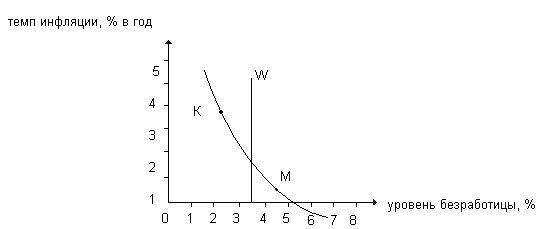 темп инфляции, % в год
5
W
4
К
3
2
М
1
уровень безработицы, %
0 1 2 3 4 5 6 7 8